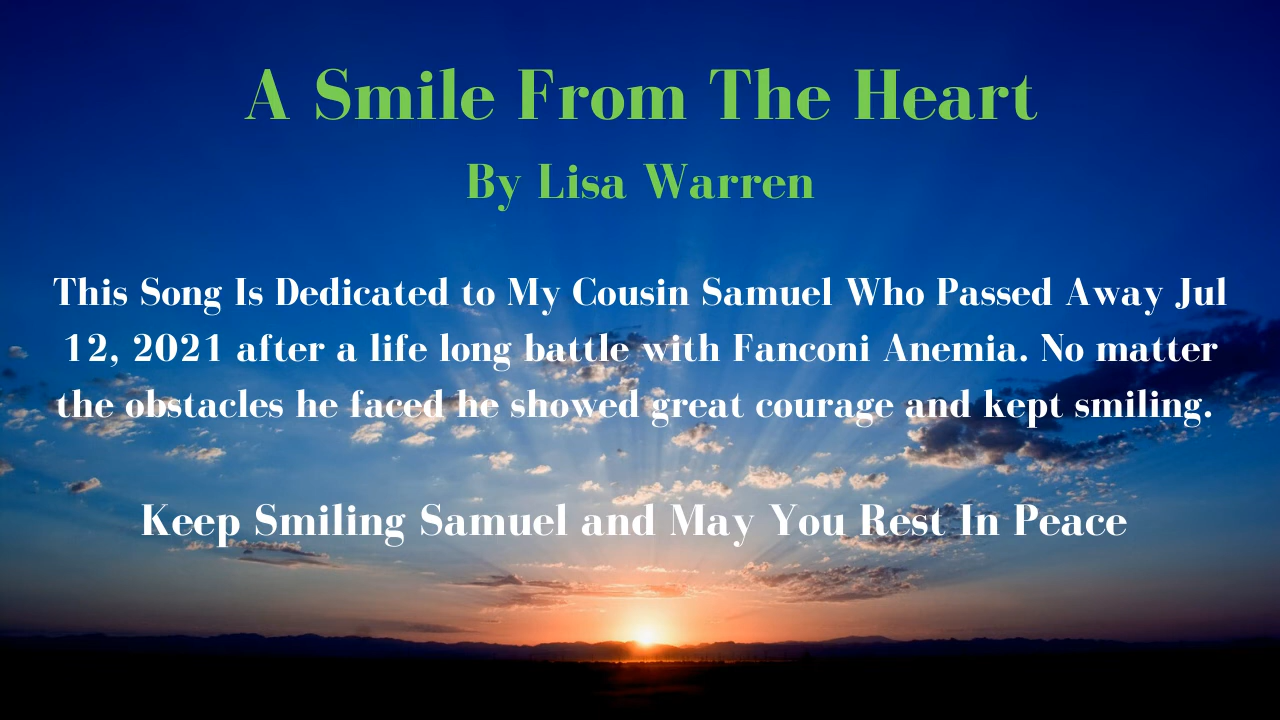 A Smile From The Heart
By Lisa Warren
This Song Is Dedicated to My Cousin Samuel Who Passed Away Jul
12, 2021 after a life long battle with Fanconi Anemia. No matter
the obstacles he faced he showed great courage and kept smiling.
Keep Smiling Samuel and May You Rest In Peace